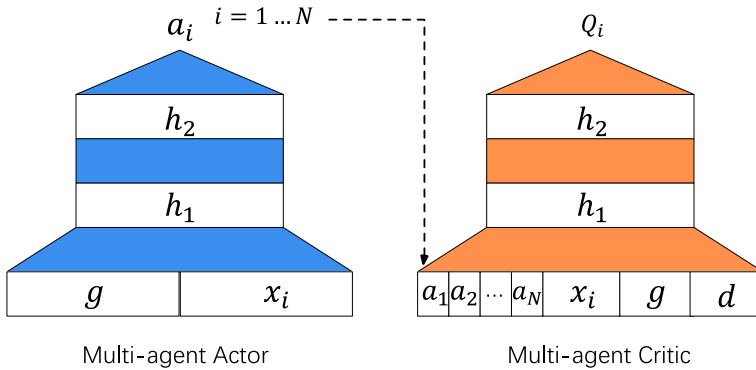 a_i i = 1 … N
h_2
h_1
g x_i
Multi-agent Actor
Q_i
h_2
h_1
a_1 a_2 … a_N x_i g d
Multi-agent Critic